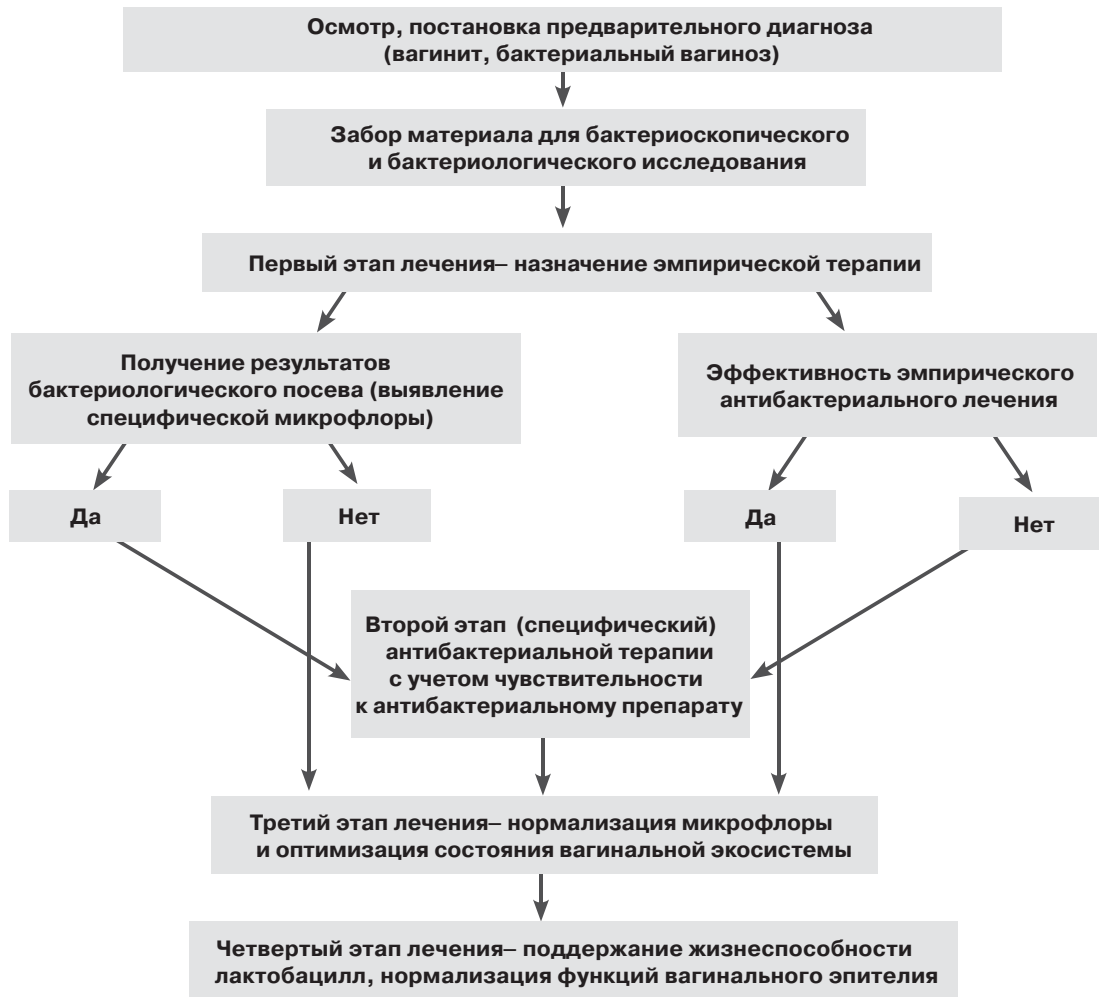 Осмотр, постановка предварительного диагноза
(вагинит, бактериальный вагиноз)
Забор материала для бактериоскопического
и бактериологического исследования
Первый этап лечения– назначение эмпирической терапии
Получение результатов
бактериологического посева (выявление
специфической микрофлоры)
Эффективность эмпирического
антибактериального лечения
Да
Нет
Да
Нет
Второй этап (специфический)
антибактериальной терапии
с учетом чувствительности
к антибактериальному препарату
Третий этап лечения– нормализация микрофлоры
и оптимизация состояния вагинальной экосистемы
Четвертый этап лечения– поддержание жизнеспособности
лактобацилл, нормализация функций вагинального эпителия